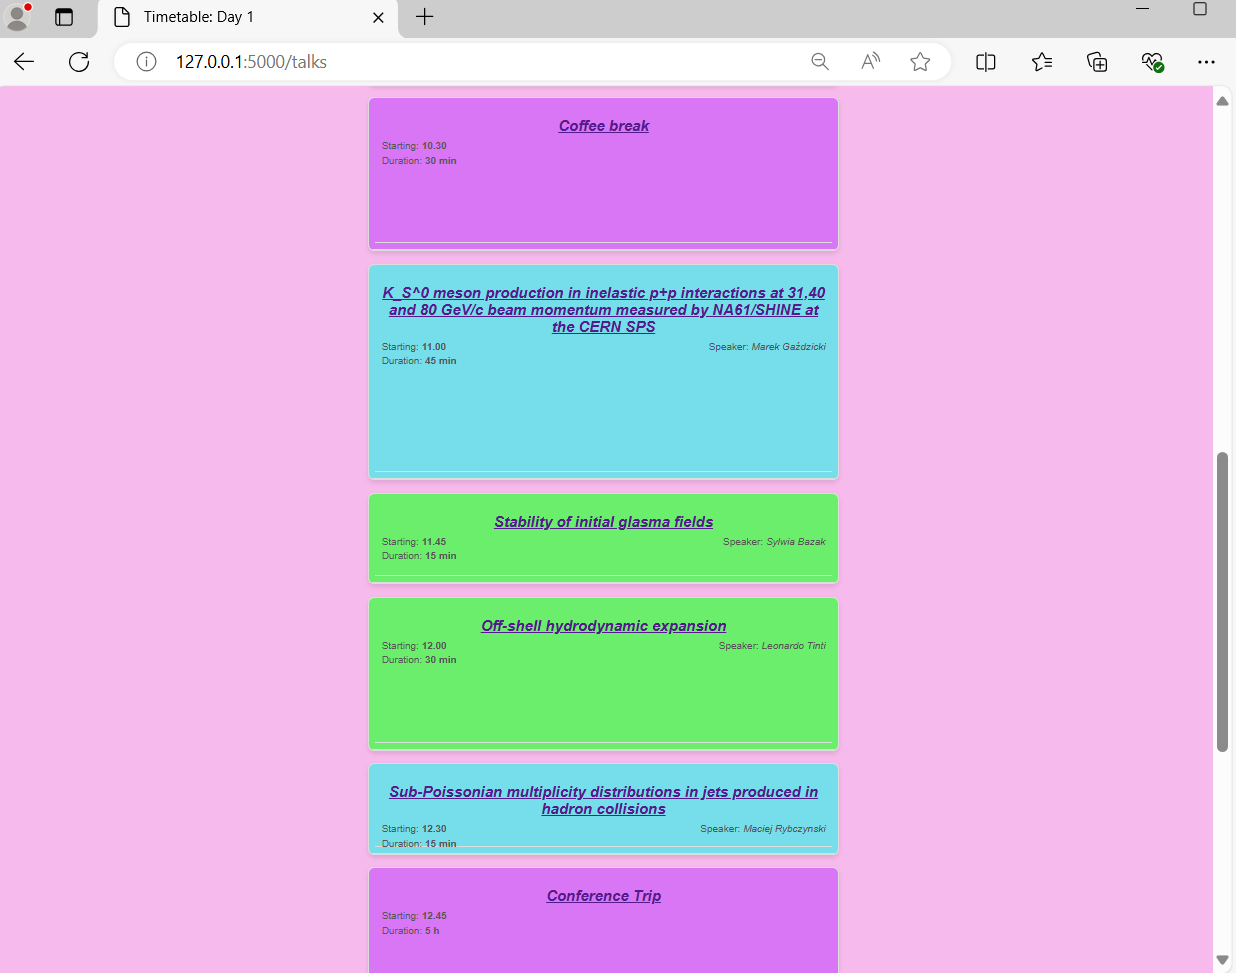 Timetable: Day 1
127.0.0.1:5000/talks
Coffee break
Starting: 10.30
Duration: 30 min
K_S^0 meson production in inelastic p+p interactions at 31,40
and 80 GeV/c beam momentum measured by NA61/SHINE at
the CERN SPS
Starting: 11.00 Speaker: Marek Gaździcki
Duration: 45 min
Stability of initial glasma fields
Starting: 11.45 Speaker: Sylwia Bazak
Duration: 15 min
Off-shell hydrodynamic expansion
Starting: 12.00 Speaker: Leonardo Tinti
Duration: 30 min
Sub-Poissonian multiplicity distributions in jets produced in
hadron collisions
Starting: 12.30 Speaker: Maciej Rybczynski
Duration: 15 min
Conference Trip
Starting: 12.45
Duration: 5 h